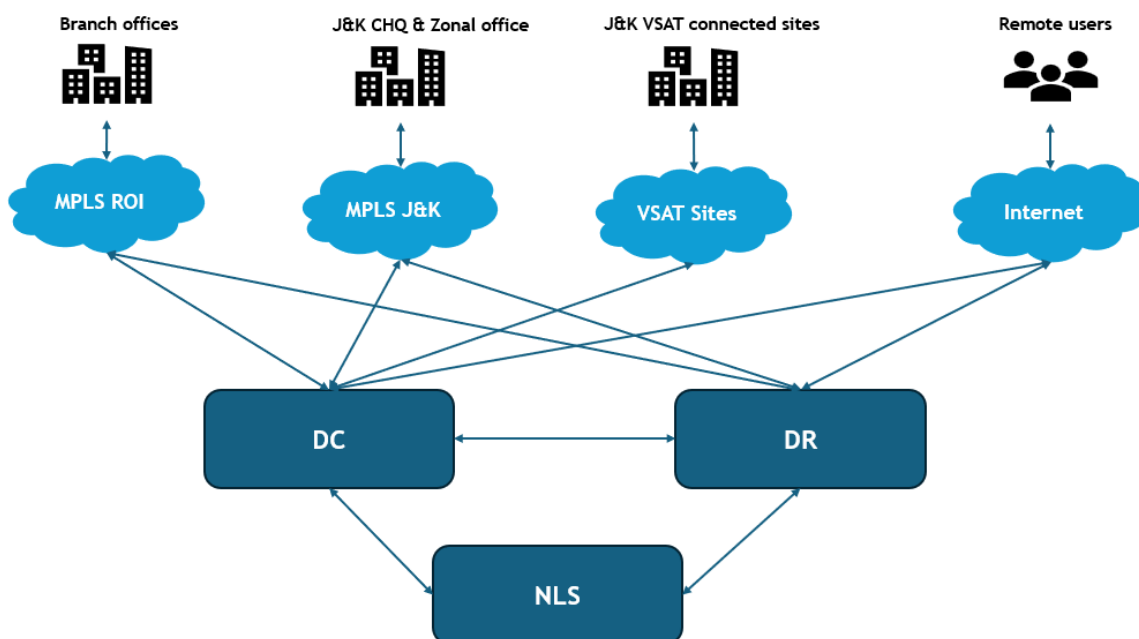 Branch offices
J&K CHQ & Zonal office
J&K VSAT connected sites
Remote users
MPLS ROI
MPLS J&K
VSAT Sites
Internet
DC
DR
NLS